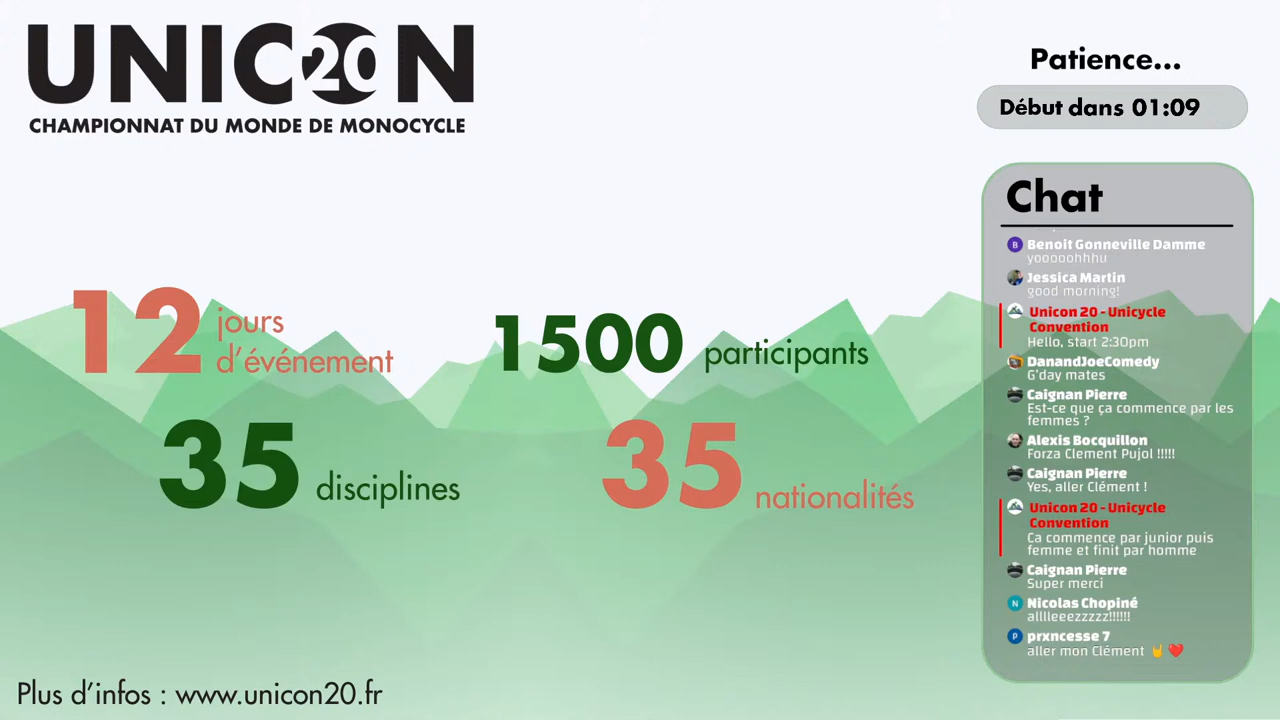 UNICON 20
CHAMPIONNAT DU MONDE DE MONOCYCLE
Patience...
Début dans 01:09
12 jours
d'événement
1500 participants
35 disciplines
35 nationalités
Plus d'infos : www.unicon20.fr
Chat
B Benoit Gonneville Damme
yoooohhhu
Jessica Martin
good morning!
Unicon 20 - Unicycle
Convention
Hello, start 2:30pm
DanandJoeComedy
G'day mates
Caignan Pierre
Est-ce que ça commence par les
femmes ?
Alexis Bocquillon
Forza Clement Pujol !!!!!
Caignan Pierre
Yes, aller Clément !
Unicon 20 - Unicycle
Convention
Ca commence par junior puis
femme et finit par homme
Caignan Pierre
Super merci
N Nicolas Chopiné
allleeezzzzz!!!!!!
p prxncesse 7
aller mon Clément 🤘❤️